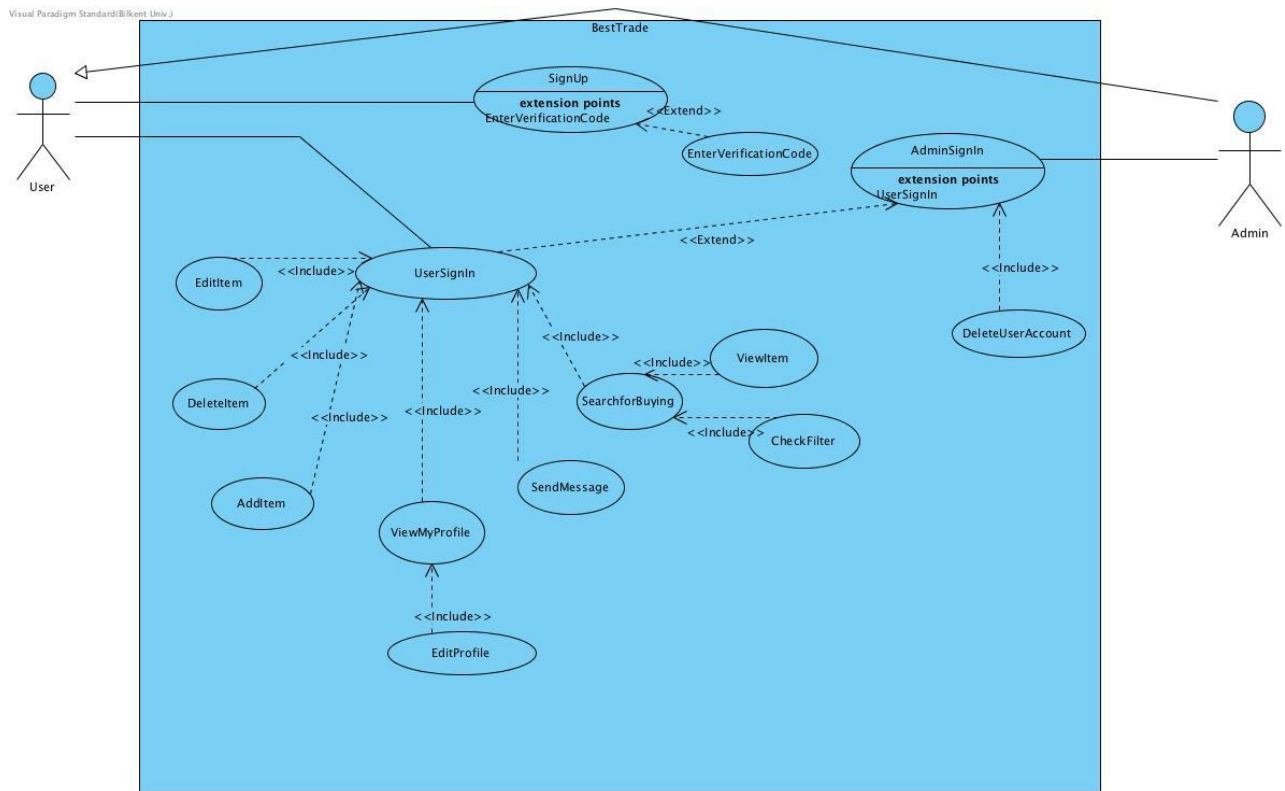 Visual Paradigm Standard(Bilkent Univ.)
BestTrade
SignUp
extension points
EnterVerificationCode
<<Extend>>
EnterVerificationCode
AdminSignIn
extension points
UserSignIn
User
Admin
<<Extend>>
UserSignIn
EditItem
<<Include>>
<<Include>>
DeleteUserAccount
<<Include>>
<<Include>>
ViewItem
<<Include>>
DeleteItem
<<Include>>
SearchforBuying
<<Include>>
<<Include>>
<<Include>>
CheckFilter
AddItem
SendMessage
ViewMyProfile
<<Include>>
EditProfile